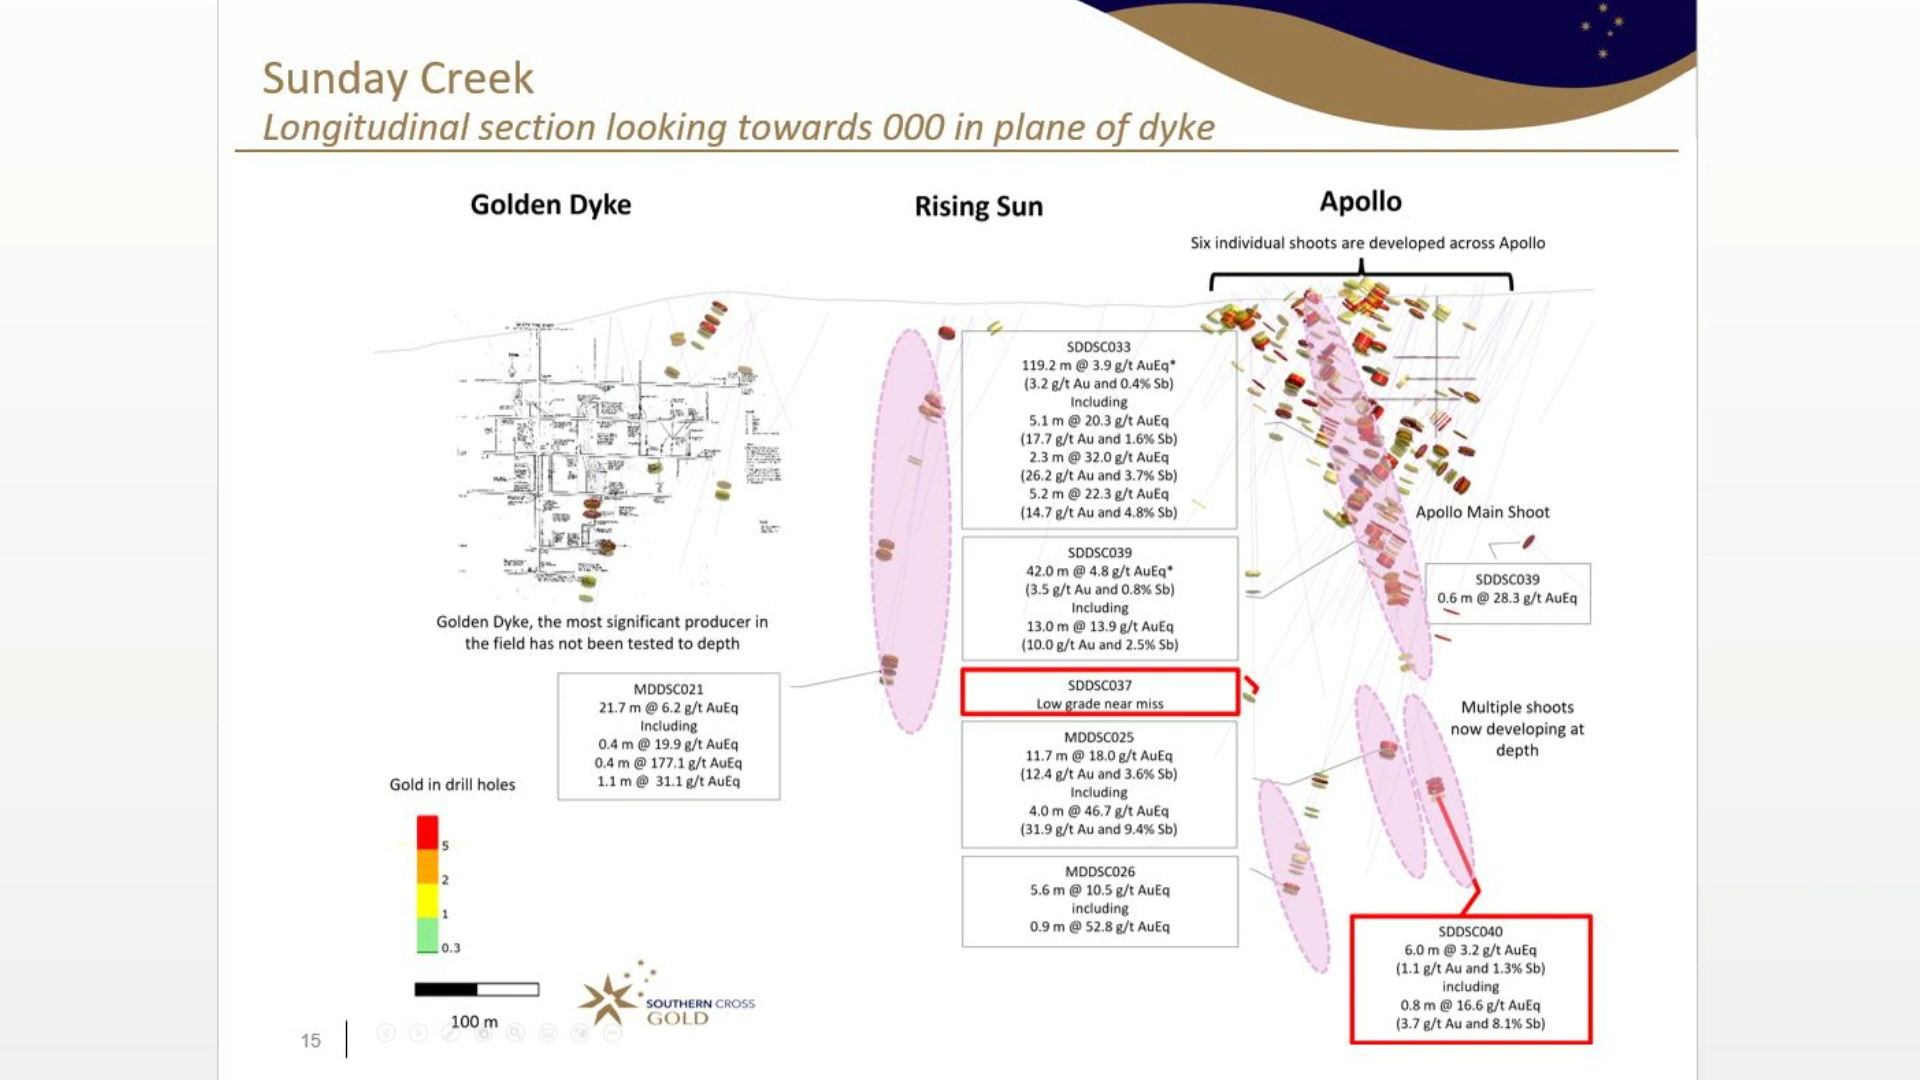 Sunday Creek
Longitudinal section looking towards 000 in plane of dyke
Golden Dyke
Rising Sun
Apollo
Six individual shoots are developed across Apollo
SDDSC033
119.2 m @ 3.9 g/t AuEq*
(3.2 g/t Au and 0.4% Sb)
Including
5.1 m @ 20.3 g/t AuEq
(17.7 g/t Au and 1.6% Sb)
2.3 m @ 32.0 g/t AuEq
(26.2 g/t Au and 3.7% Sb)
5.2 m @ 22.3 g/t AuEq
(14.7 g/t Au and 4.8% Sb)
Apollo Main Shoot
SDDSC039
42.0 m @ 4.8 g/t AuEq*
(3.5 g/t Au and 0.8% Sb)
Including
13.0 m @ 13.9 g/t AuEq
(10.0 g/t Au and 2.5% Sb)
SDDSC039
0.6 m @ 28.3 g/t AuEq
Golden Dyke, the most significant producer in
the field has not been tested to depth
SDDSC037
Low grade near miss
MDDSC021
21.7 m @ 6.2 g/t AuEq
Including
0.4 m @ 19.9 g/t AuEq
0.4 m @ 177.1 g/t AuEq
1.1 m @ 31.1 g/t AuEq
Multiple shoots
now developing at
depth
MDDSC025
11.7 m @ 18.0 g/t AuEq
(12.4 g/t Au and 3.6% Sb)
Including
4.0 m @ 46.7 g/t AuEq
(31.9 g/t Au and 9.4% Sb)
Gold in drill holes
5
2
1
0.3
MDDSC026
5.6 m @ 10.5 g/t AuEq
including
0.9 m @ 52.8 g/t AuEq
SDDSC040
6.0 m @ 3.2 g/t AuEq
(1.1 g/t Au and 1.3% Sb)
including
0.8 m @ 16.6 g/t AuEq
(3.7 g/t Au and 8.1% Sb)
100 m
SOUTHERN CROSS
GOLD
15